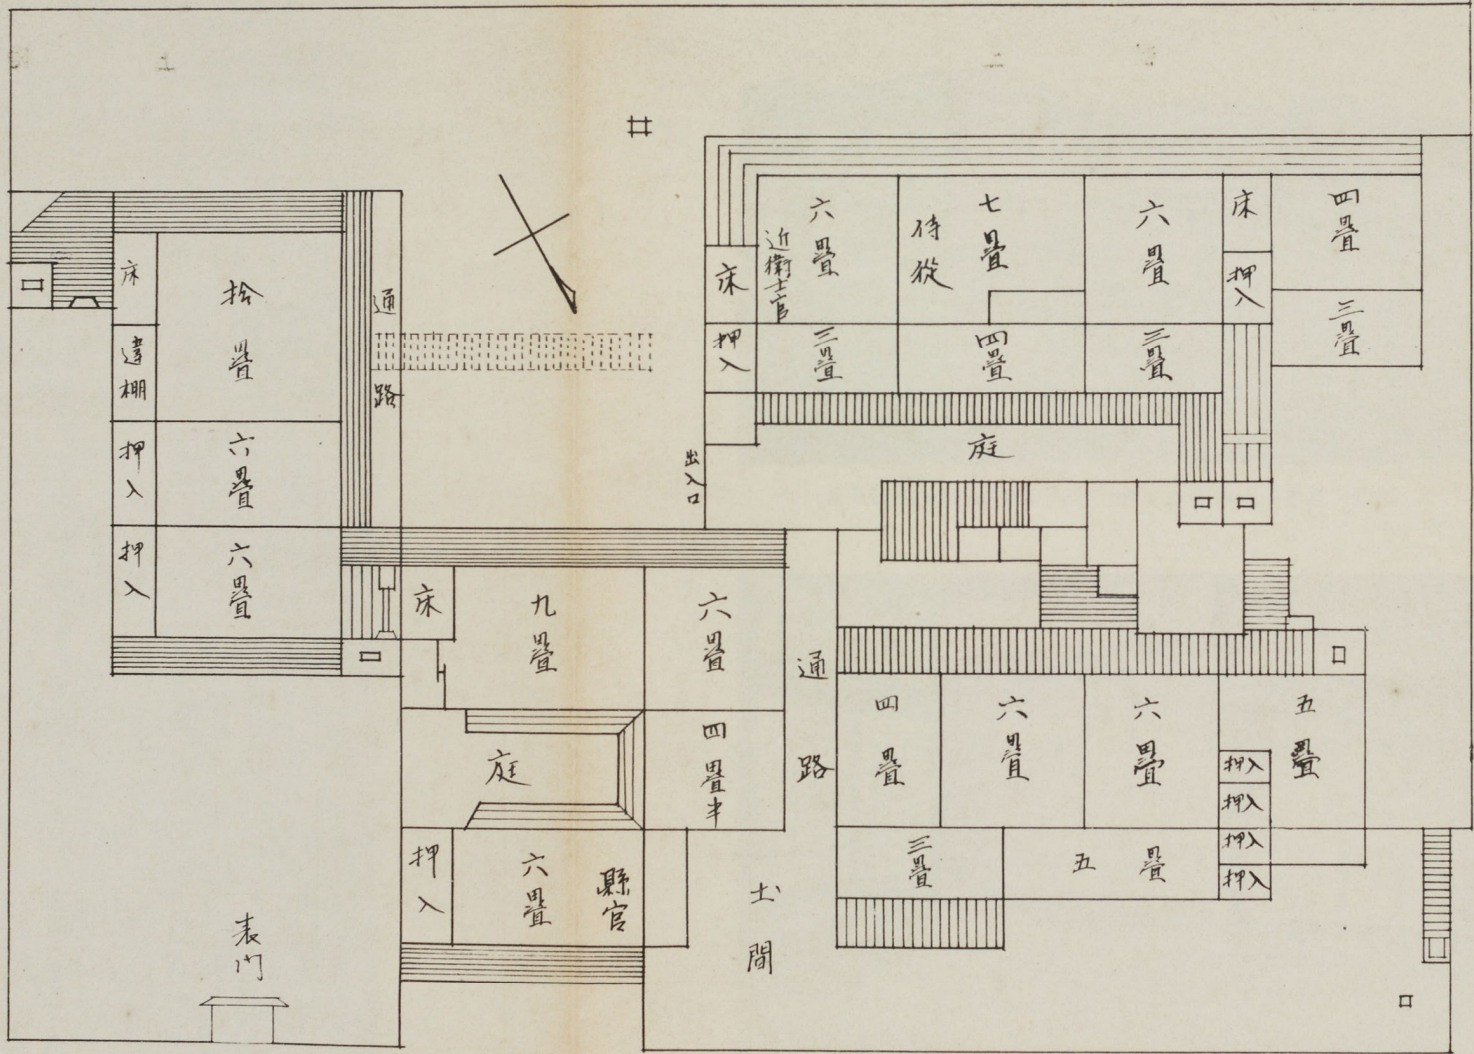 六畳
近衛士官
七畳
侍從
六畳
床
四畳
床
押入
三畳
押入
三畳
四畳
三畳
庭
出入口
床
拾畳
通路
違棚
押入
六畳
押入
六畳
床
九畳
六畳
通路
四畳
六畳
六畳
五畳
押入
押入
押入
押入
庭
四畳半
三畳
五畳
押入
六畳
縣官
土間
表門